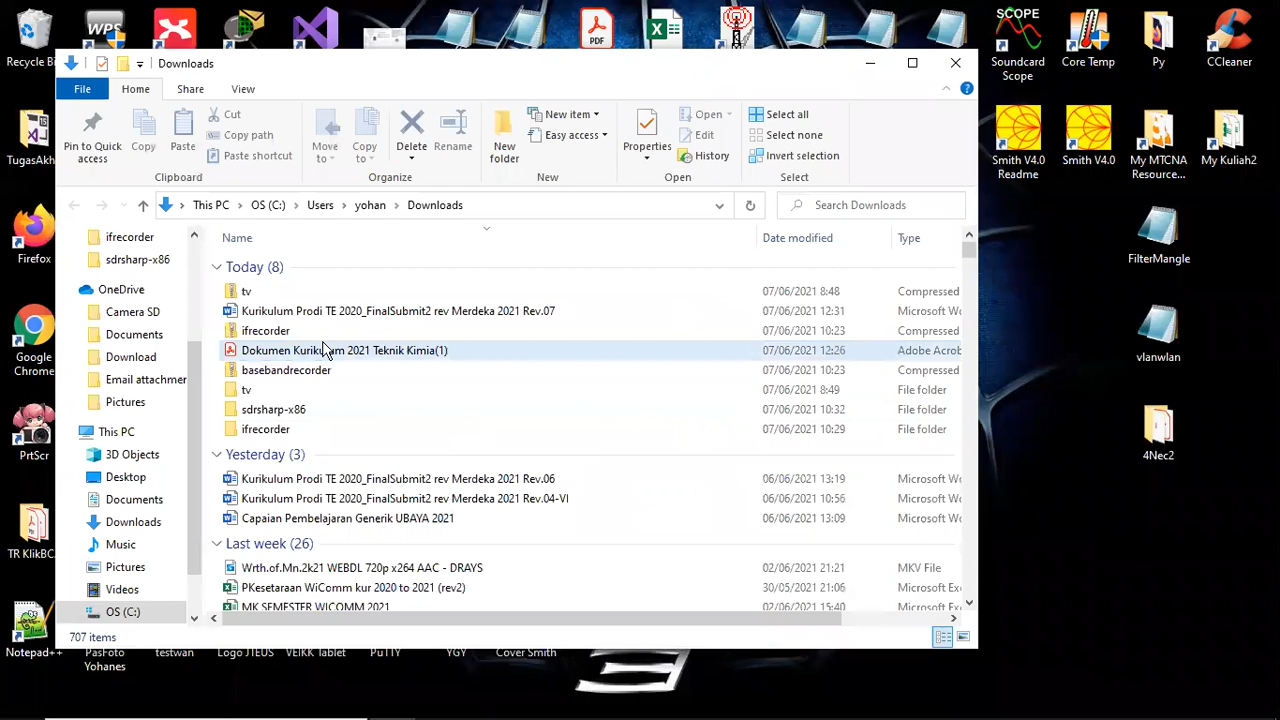 WPS
PDF
SCOPE
Recycle Bi
Soundcard
Scope
Core Temp
Py
CCleaner
Downloads
File
Home
Share
View
Pin to Quick
access
Copy
Paste
Cut
Copy path
Paste shortcut
Clipboard
Move
to
Copy
to
Delete
Rename
Organize
New
folder
New item
Easy access
New
Properties
Open
Edit
History
Open
Select all
Select none
Invert selection
Select
TugasAkh
Smith V4.0
Readme
Smith V4.0
My MTCNA
Resource...
My Kuliah2
This PC
OS (C:)
Users
yohan
Downloads
Search Downloads
Firefox
FilterMangle
ifrecorder
sdrsharp-x86
OneDrive
Camera SD
Documents
Download
Email attachmer
Pictures
This PC
3D Objects
Desktop
Documents
Downloads
Music
Pictures
Videos
OS (C:)
Name
Date modified
Type
Today (8)
tv 07/06/2021 8:48 Compressed
Kurikulum Prodi TE 2020_FinalSubmit2 rev Merdeka 2021 Rev.07 07/06/2021 12:31 Microsoft Wc
ifrecorder 07/06/2021 10:23 Compressed
Dokumen Kurikulum 2021 Teknik Kimia(1) 07/06/2021 12:26 Adobe Acrob
basebandrecorder 07/06/2021 10:23 Compressed
tv 07/06/2021 8:49 File folder
sdrsharp-x86 07/06/2021 10:32 File folder
ifrecorder 07/06/2021 10:29 File folder
Yesterday (3)
Kurikulum Prodi TE 2020_FinalSubmit2 rev Merdeka 2021 Rev.06 06/06/2021 13:19 Microsoft Wc
Kurikulum Prodi TE 2020_FinalSubmit2 rev Merdeka 2021 Rev.04-VI 06/06/2021 10:56 Microsoft Wc
Capaian Pembelajaran Generik UBAYA 2021 06/06/2021 13:09 Microsoft Wc
Last week (26)
Wrth.of.Mn.2k21 WEBDL 720p x264 AAC - DRAYS 02/06/2021 21:21 MKV File
PKesetaraan WiComm kur 2020 to 2021 (rev2) 30/05/2021 21:06 Microsoft Ex
MK SEMESTER WICOMM 2021 02/06/2021 15:40 Microsoft Ex
707 items
Google
Chrome
vlanwlan
PrtScr
4Nec2
TR KlikBC
Notepad++
PasFoto
Yohanes
testwan
Logo JTEUS
VEIKK Tablet
PuTTY
YGY
Cover Smith